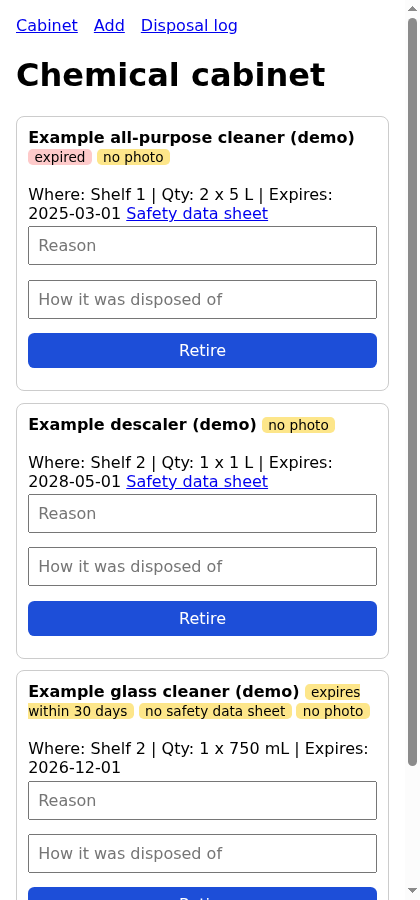 Cabinet Add Disposal log
Chemical cabinet
Example all-purpose cleaner (demo)
expired no photo
Where: Shelf 1 | Qty: 2 x 5 L | Expires:
2025-03-01 Safety data sheet
Reason
How it was disposed of
Retire
Example descaler (demo) no photo
Where: Shelf 2 | Qty: 1 x 1 L | Expires:
2028-05-01 Safety data sheet
Reason
How it was disposed of
Retire
Example glass cleaner (demo) expires
within 30 days no safety data sheet no photo
Where: Shelf 2 | Qty: 1 x 750 mL | Expires:
2026-12-01
Reason
How it was disposed of